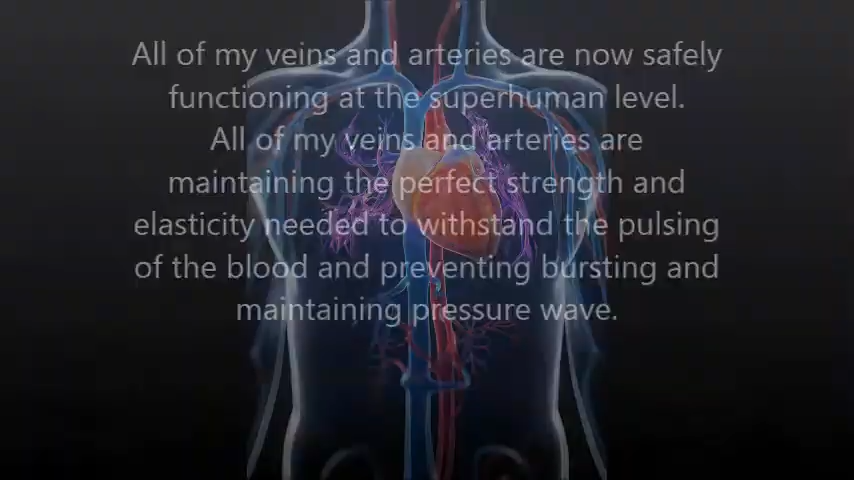 All of my veins and arteries are now safely
functioning at the superhuman level.
All of my veins and arteries are
maintaining the perfect strength and
elasticity needed to withstand the pulsing
of the blood and preventing bursting and
maintaining pressure wave.